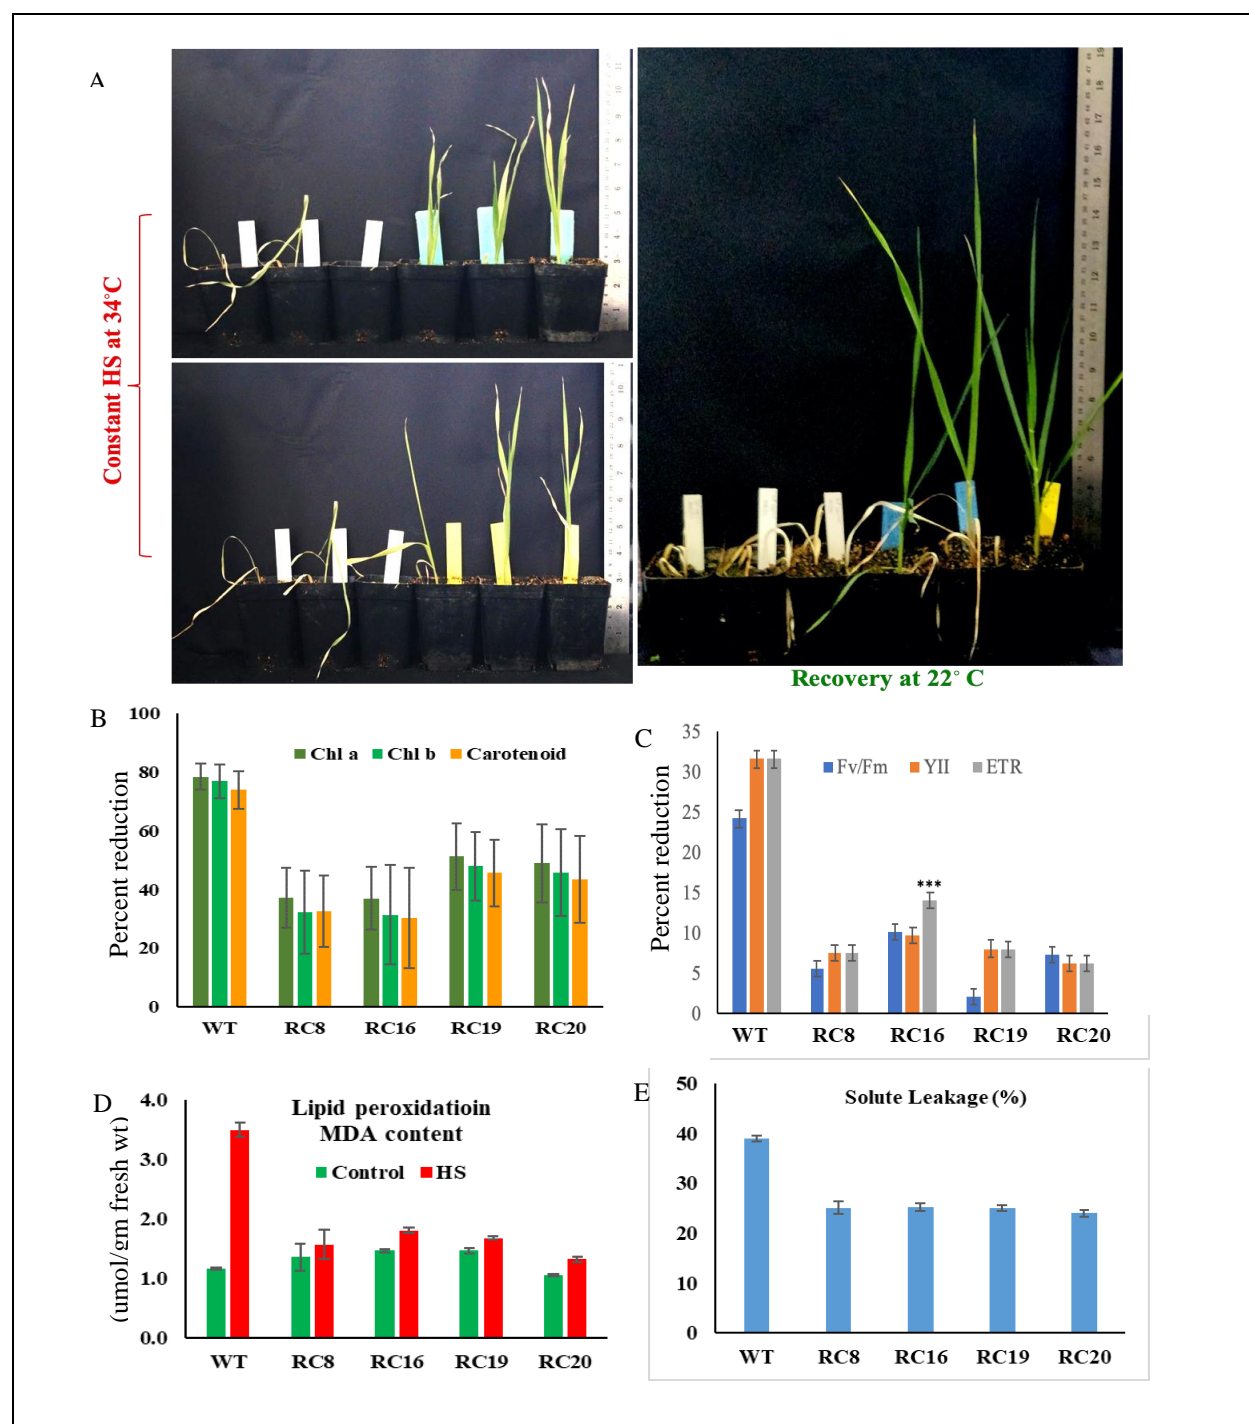 A
Constant HS at 34°C
Recovery at 22° C
B
100
80
60
40
20
0
Percent reduction
Chl a Chl b Carotenoid
WT RC8 RC16 RC19 RC20
C
35
30
25
20
15
10
5
0
Percent reduction
Fv/Fm YII ETR
***
WT RC8 RC16 RC19 RC20
D
4.0
3.0
2.0
1.0
0.0
(umol/gm fresh wt)
Lipid peroxidatioin
MDA content
Control HS
WT RC8 RC16 RC19 RC20
E
50
40
30
20
10
0
Solute Leakage (%)
WT RC8 RC16 RC19 RC20